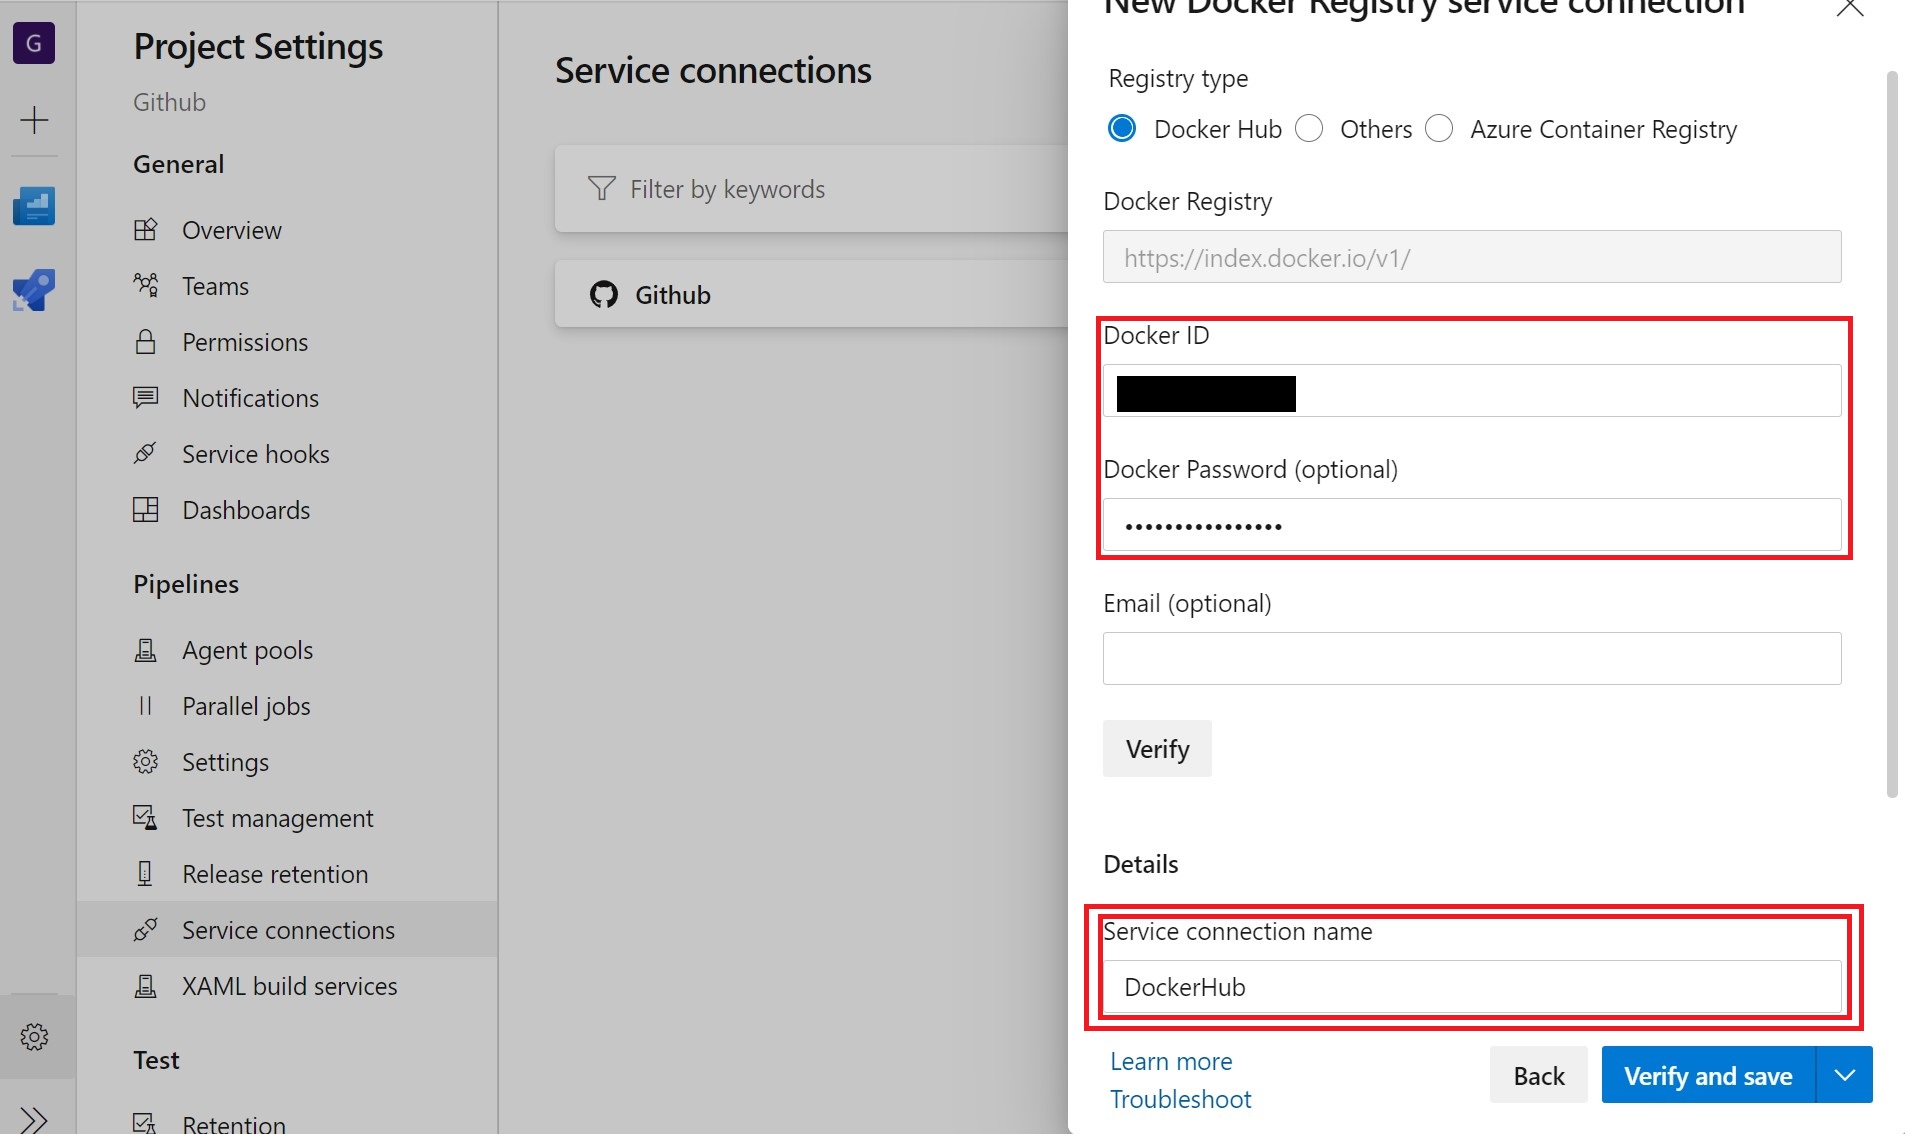 G
Project Settings
Github
General
Overview
Teams
Permissions
Notifications
Service hooks
Dashboards
Pipelines
Agent pools
Parallel jobs
Settings
Test management
Release retention
Service connections
XAML build services
Test
Retention
Service connections
Filter by keywords
Github
New Docker Registry service connection
Registry type
Docker Hub Others Azure Container Registry
Docker Registry
https://index.docker.io/v1/
Docker ID
Docker Password (optional)
••••••••••••••••
Email (optional)
Verify
Details
Service connection name
DockerHub
Learn more
Troubleshoot
Back Verify and save